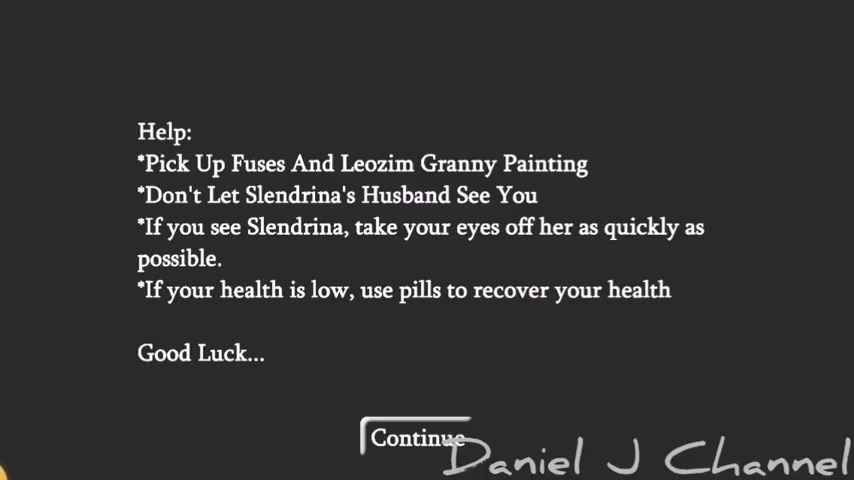 Help:
*Pick Up Fuses And Leozim Granny Painting
*Don't Let Slendrina's Husband See You
*If you see Slendrina, take your eyes off her as quickly as
possible.
*If your health is low, use pills to recover your health
Good Luck...
Continue
Daniel J Channel